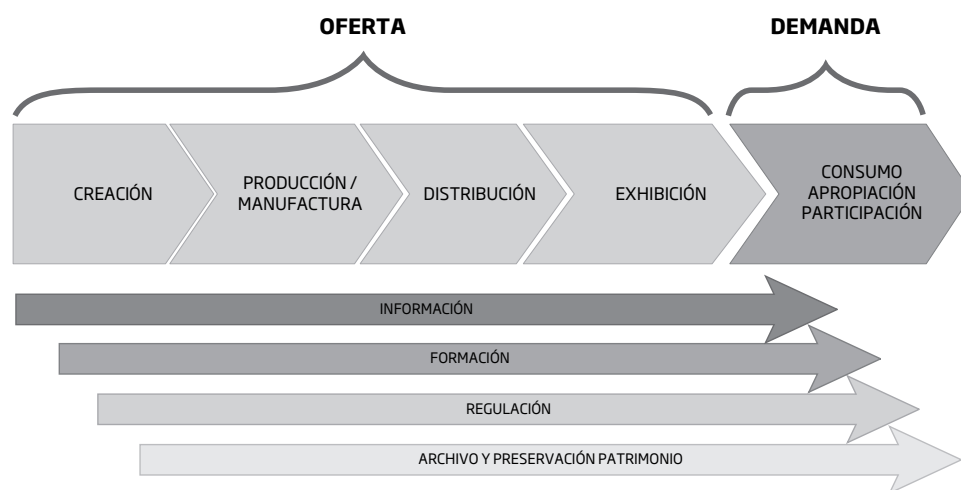 OFERTA
DEMANDA
CREACIÓN
PRODUCCIÓN /
MANUFACTURA
DISTRIBUCIÓN
EXHIBICIÓN
CONSUMO
APROPIACIÓN
PARTICIPACIÓN
INFORMACIÓN
FORMACIÓN
REGULACIÓN
ARCHIVO Y PRESERVACIÓN PATRIMONIO